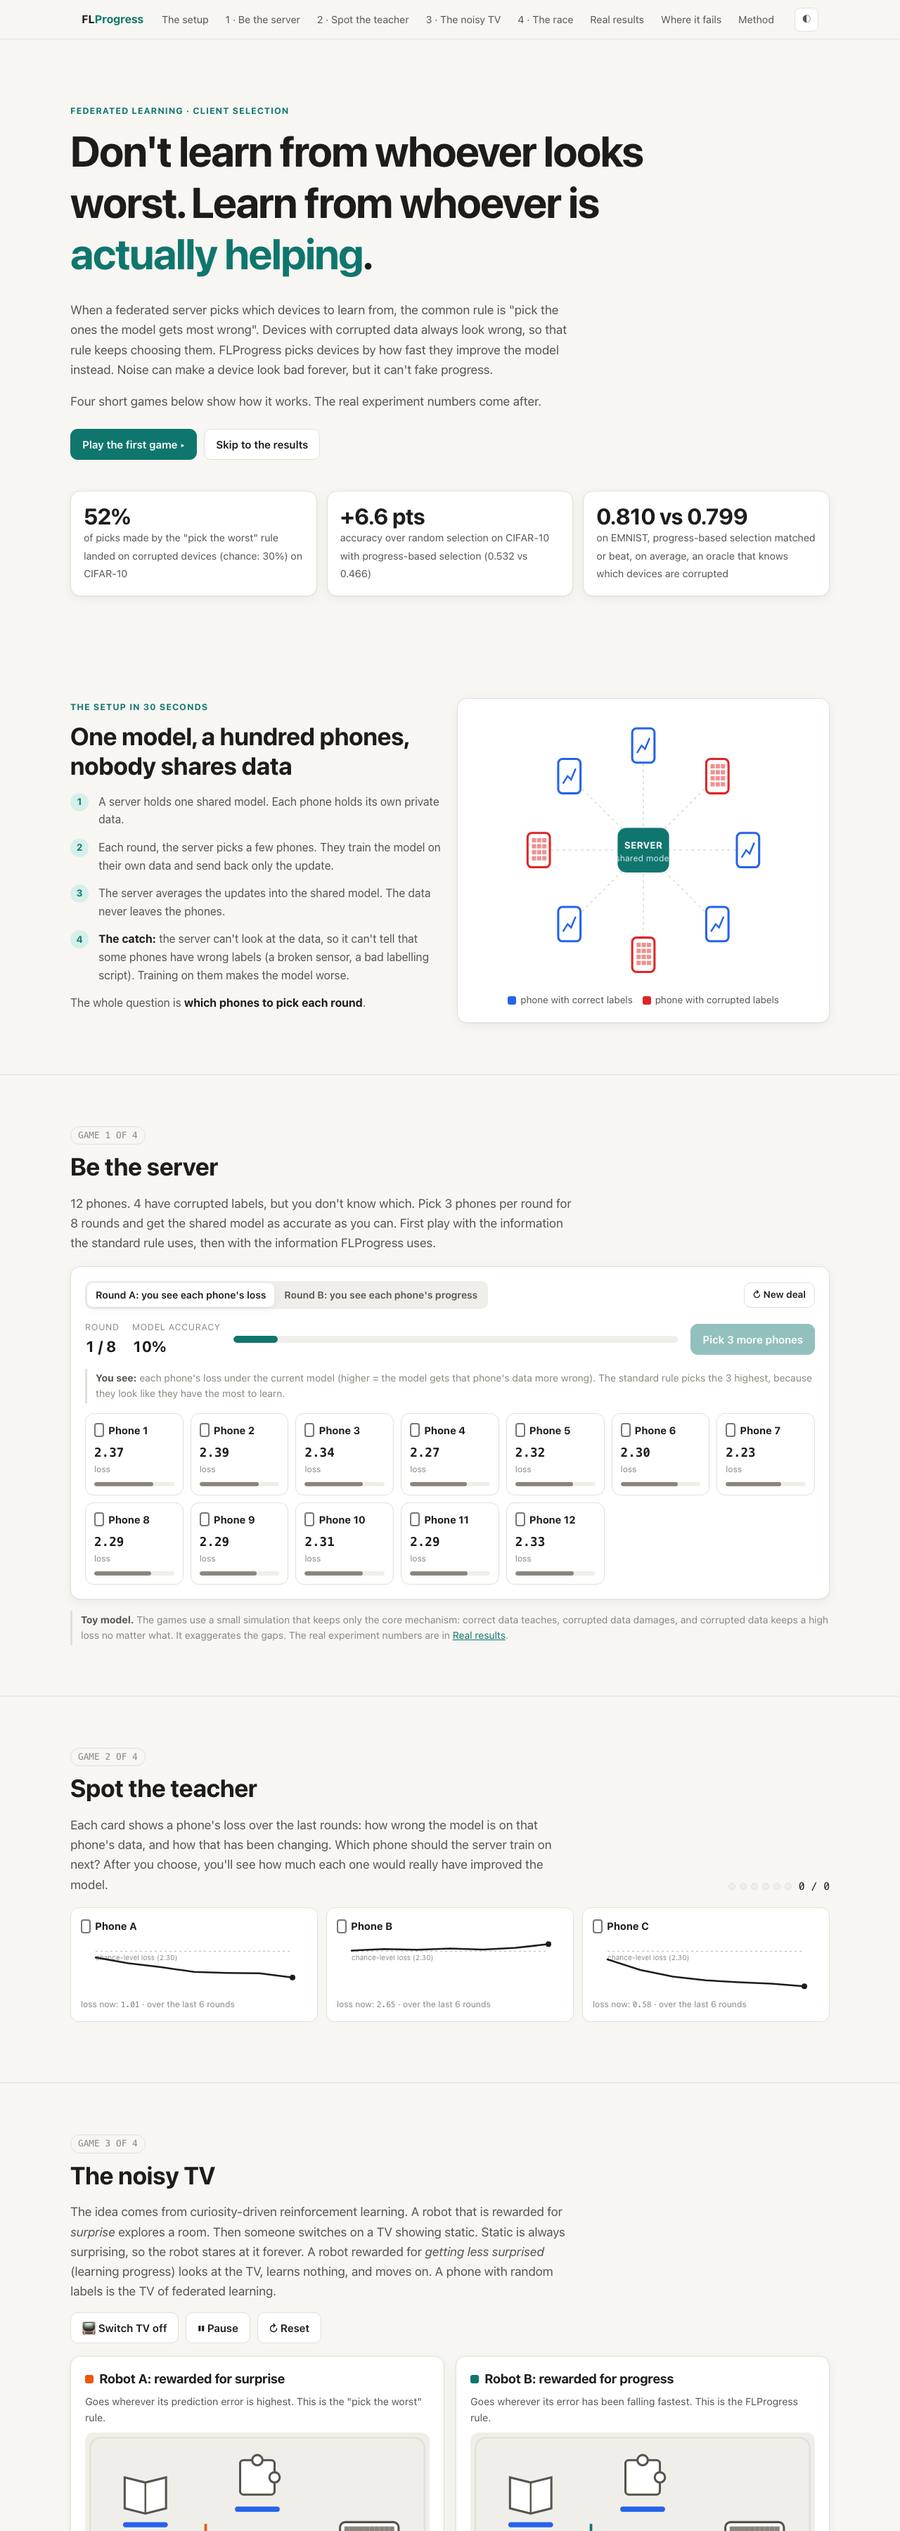 FLProgress The setup 1 · Be the server 2 · Spot the teacher 3 · The noisy TV 4 · The race Real results Where it fails Method
FEDERATED LEARNING · CLIENT SELECTION
Don't learn from whoever looks
worst. Learn from whoever is
actually helping.
When a federated server picks which devices to learn from, the common rule is "pick the
ones the model gets most wrong". Devices with corrupted data always look wrong, so that
rule keeps choosing them. FLProgress picks devices by how fast they improve the model
instead. Noise can make a device look bad forever, but it can't fake progress.
Four short games below show how it works. The real experiment numbers come after.
Play the first game ▸ Skip to the results
52%
of picks made by the "pick the worst" rule
landed on corrupted devices (chance: 30%) on
CIFAR-10
+6.6 pts
accuracy over random selection on CIFAR-10
with progress-based selection (0.532 vs
0.466)
0.810 vs 0.799
on EMNIST, progress-based selection matched
or beat, on average, an oracle that knows
which devices are corrupted
THE SETUP IN 30 SECONDS
One model, a hundred phones,
nobody shares data
1 A server holds one shared model. Each phone holds its own private
data.
2 Each round, the server picks a few phones. They train the model on
their own data and send back only the update.
3 The server averages the updates into the shared model. The data
never leaves the phones.
4 The catch: the server can't look at the data, so it can't tell that
some phones have wrong labels (a broken sensor, a bad labelling
script). Training on them makes the model worse.
The whole question is which phones to pick each round.
SERVER
shared mode
phone with correct labels phone with corrupted labels
GAME 1 OF 4
Be the server
12 phones. 4 have corrupted labels, but you don't know which. Pick 3 phones per round for
8 rounds and get the shared model as accurate as you can. First play with the information
the standard rule uses, then with the information FLProgress uses.
Round A: you see each phone's loss Round B: you see each phone's progress ↻ New deal
ROUND MODEL ACCURACY
1 / 8 10% Pick 3 more phones
You see: each phone's loss under the current model (higher = the model gets that phone's data more wrong). The standard rule picks the 3 highest, because
they look like they have the most to learn.
Phone 1 Phone 2 Phone 3 Phone 4 Phone 5 Phone 6 Phone 7
2.37 2.39 2.34 2.27 2.32 2.30 2.23
loss loss loss loss loss loss loss
Phone 8 Phone 9 Phone 10 Phone 11 Phone 12
2.29 2.29 2.31 2.29 2.33
loss loss loss loss loss
Toy model. The games use a small simulation that keeps only the core mechanism: correct data teaches, corrupted data damages, and corrupted data keeps a high
loss no matter what. It exaggerates the gaps. The real experiment numbers are in Real results.
GAME 2 OF 4
Spot the teacher
Each card shows a phone's loss over the last rounds: how wrong the model is on that
phone's data, and how that has been changing. Which phone should the server train on
next? After you choose, you'll see how much each one would really have improved the
model.
0 / 0
Phone A Phone B Phone C
chance-level loss (2.30) chance-level loss (2.30) chance-level loss (2.30)
loss now: 1.01 · over the last 6 rounds loss now: 2.65 · over the last 6 rounds loss now: 0.58 · over the last 6 rounds
GAME 3 OF 4
The noisy TV
The idea comes from curiosity-driven reinforcement learning. A robot that is rewarded for
surprise explores a room. Then someone switches on a TV showing static. Static is always
surprising, so the robot stares at it forever. A robot rewarded for getting less surprised
(learning progress) looks at the TV, learns nothing, and moves on. A phone with random
labels is the TV of federated learning.
Switch TV off Pause ↻ Reset
Robot A: rewarded for surprise
Goes wherever its prediction error is highest. This is the "pick the worst"
rule.
Robot B: rewarded for progress
Goes wherever its error has been falling fastest. This is the FLProgress
rule.